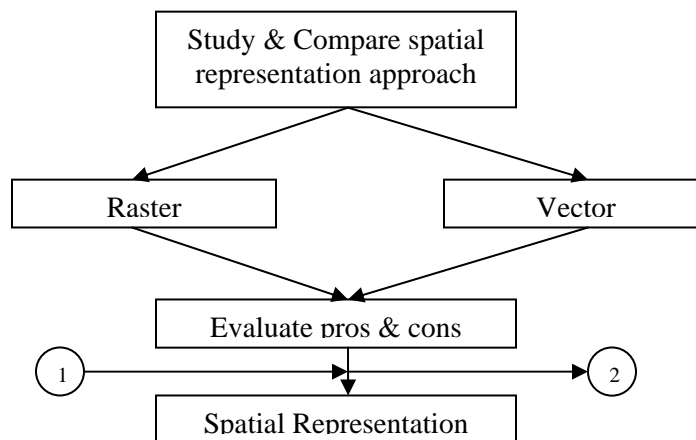 Study & Compare spatial
representation approach
Raster
Vector
Evaluate pros & cons
1
2
Spatial Representation